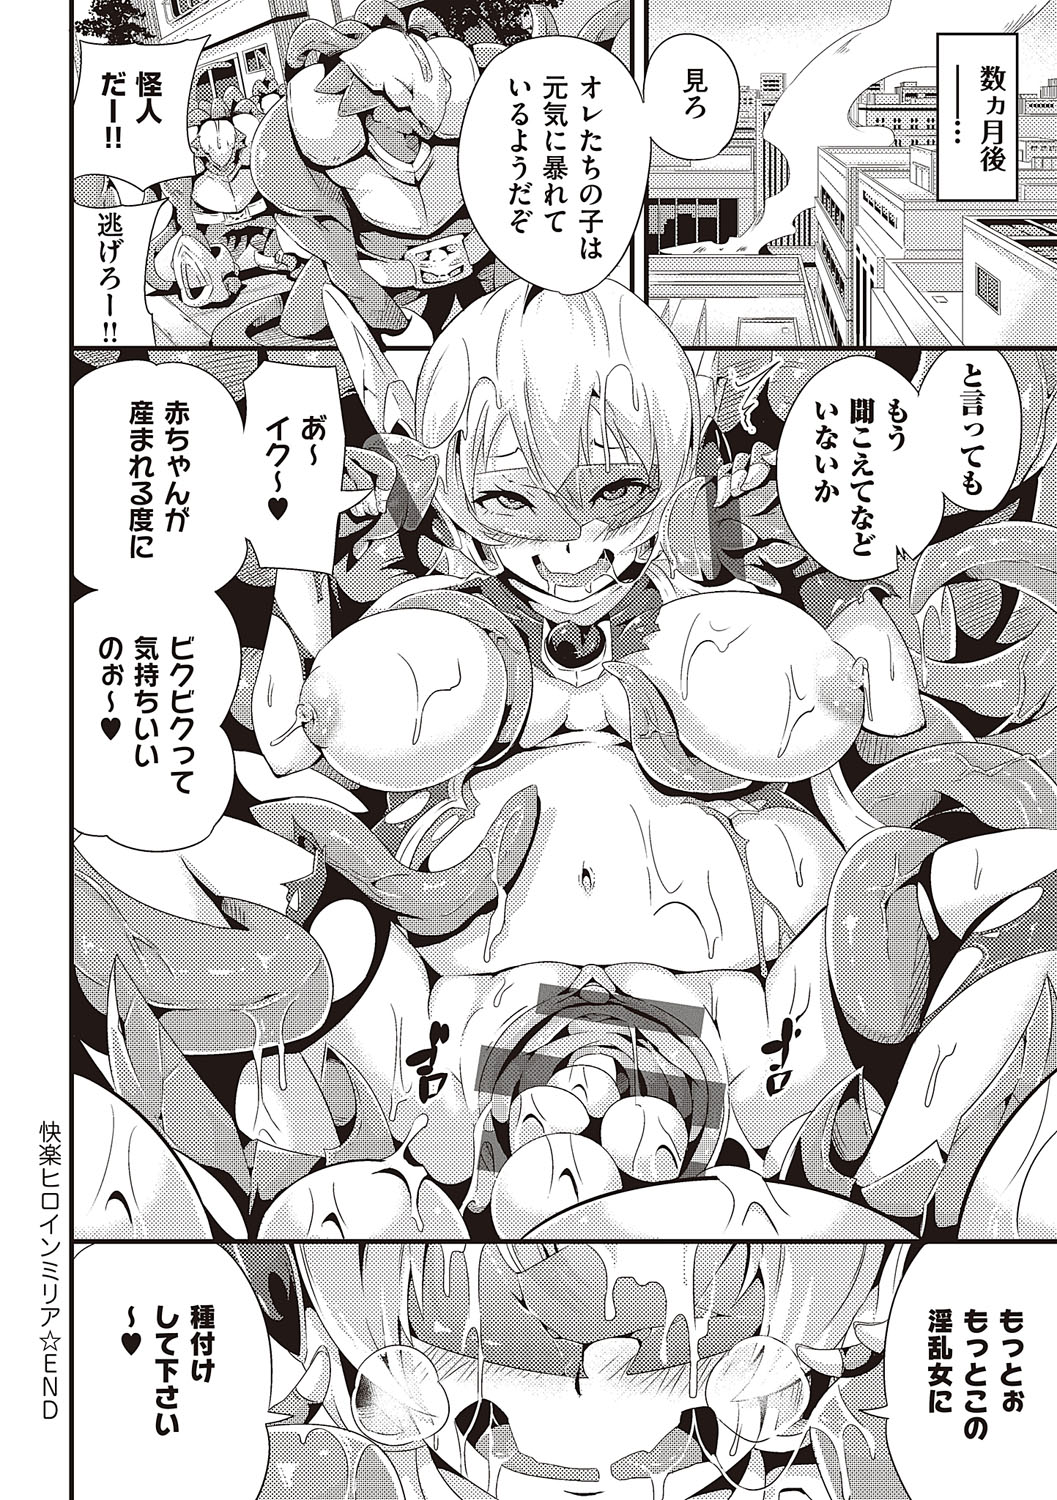 数ヵ月後
――…
見ろ
オレたちの子は
元気に暴れて
いるようだぞ
怪人
だー!!
逃げろー!!
と言っても
もう
聞こえてなど
いないか
あ゛〜
イク〜♥
赤ちゃんが
産まれる度に
ビクビクって
気持ちいい
のぉ〜♥
もっとぉ
もっとこの
淫乱女に
種付け
して下さい
〜♥
快楽ヒロインミリア☆END